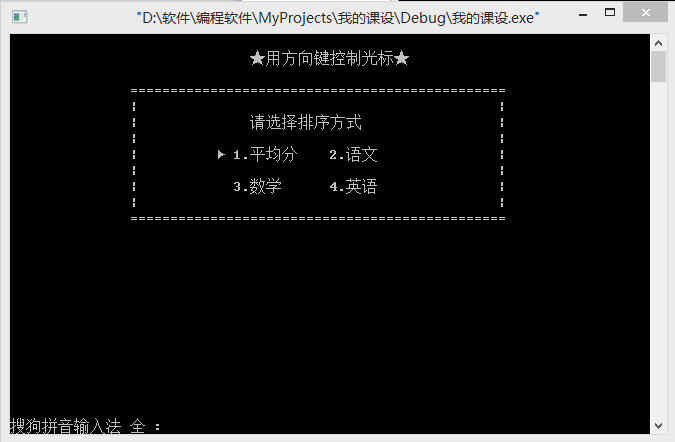 "D:\软件\编程软件\MyProjects\我的课设\Debug\我的课设.exe"
★用方向键控制光标★
===============================================
请选择排序方式
▶ 1.平均分 2.语文
3.数学 4.英语
===============================================
搜狗拼音输入法 全 :